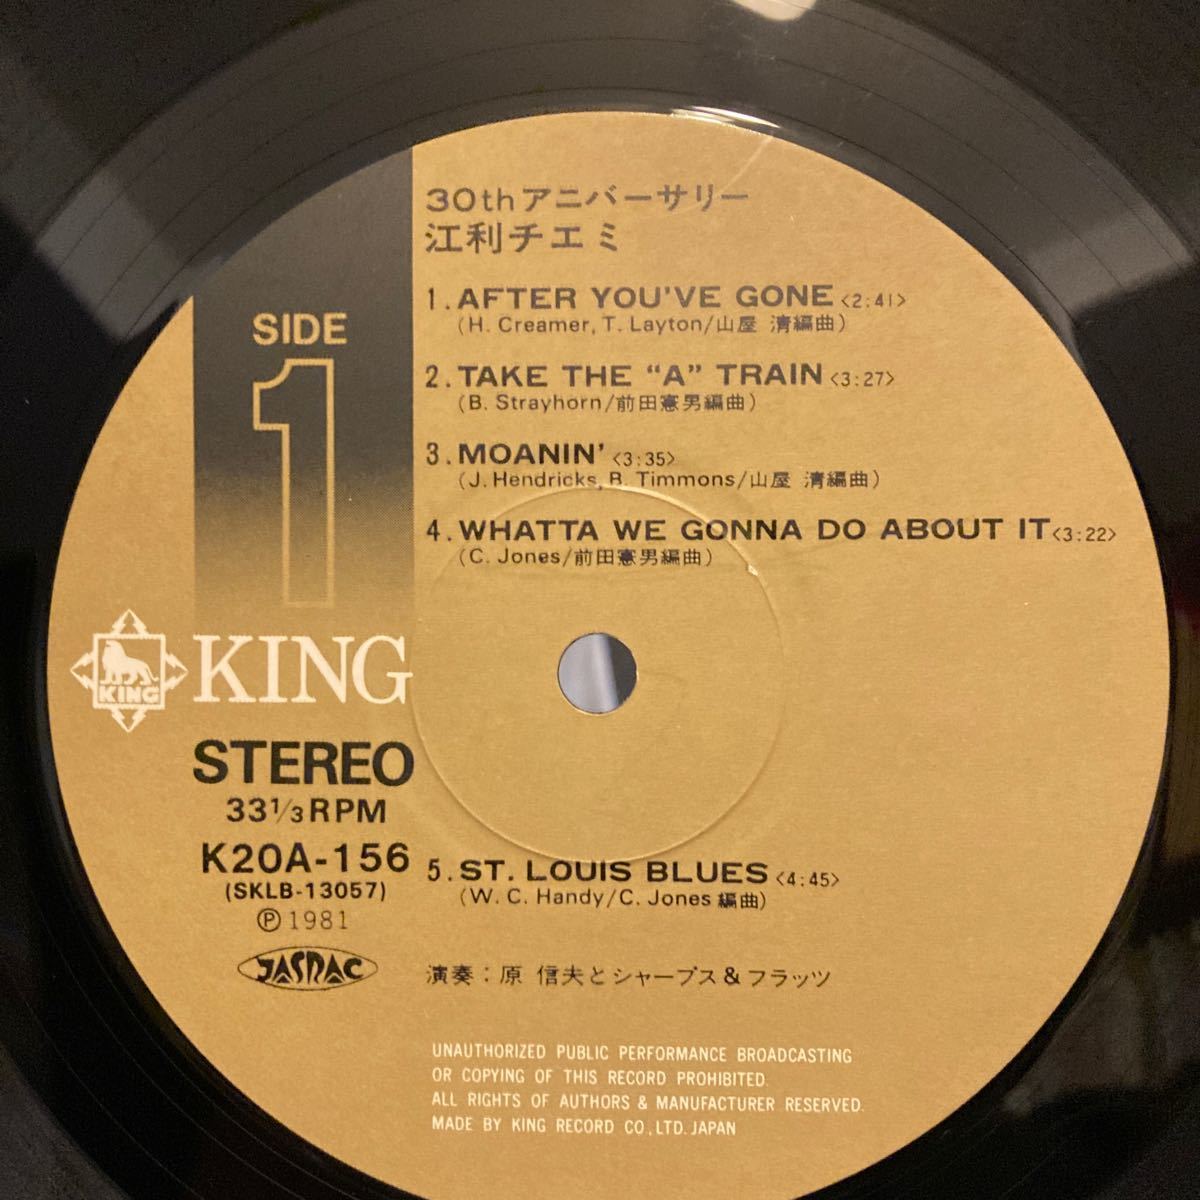 30thアニバーサリー
江利チエミ
SIDE
1
1. AFTER YOU'VE GONE <2:41>
(H. Creamer, T. Layton/山屋 清編曲)
2. TAKE THE “A” TRAIN <3:27>
(B. Strayhorn/前田憲男編曲)
3. MOANIN' <3:35>
(J. Hendricks, B. Timmons/山屋 清編曲)
4. WHATTA WE GONNA DO ABOUT IT <3:22>
(C. Jones/前田憲男編曲)
KING
KING
STEREO
33 1/3 RPM
K20A-156
(SKLB-13057)
Ⓟ1981
JASRAC
5. ST. LOUIS BLUES <4:45>
(W. C. Handy/C. Jones 編曲)
演奏：原 信夫とシャープス&フラッツ
UNAUTHORIZED PUBLIC PERFORMANCE BROADCASTING
OR COPYING OF THIS RECORD PROHIBITED.
ALL RIGHTS OF AUTHORS & MANUFACTURER RESERVED.
MADE BY KING RECORD CO., LTD. JAPAN